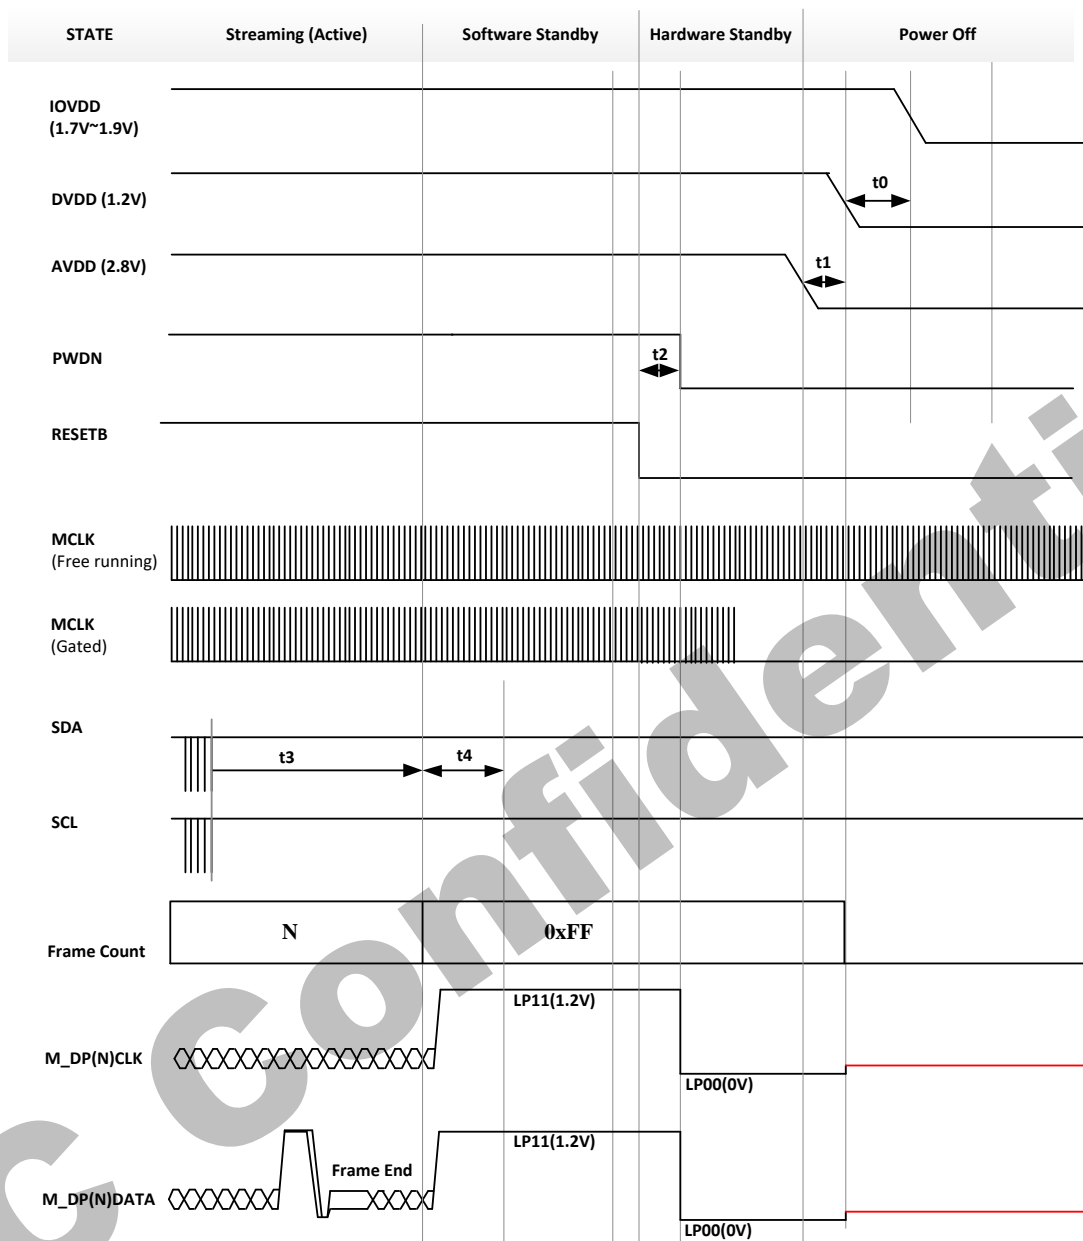 STATE Streaming (Active) Software Standby Hardware Standby Power Off
IOVDD
(1.7V~1.9V)
DVDD (1.2V)
t0
AVDD (2.8V)
t1
PWDN
t2
RESETB
MCLK
(Free running)
MCLK
(Gated)
SDA
t3 t4
SCL
Frame Count
N 0xFF
LP11(1.2V)
M_DP(N)CLK
LP00(0V)
LP11(1.2V)
Frame End
M_DP(N)DATA
LP00(0V)
C Confidenti